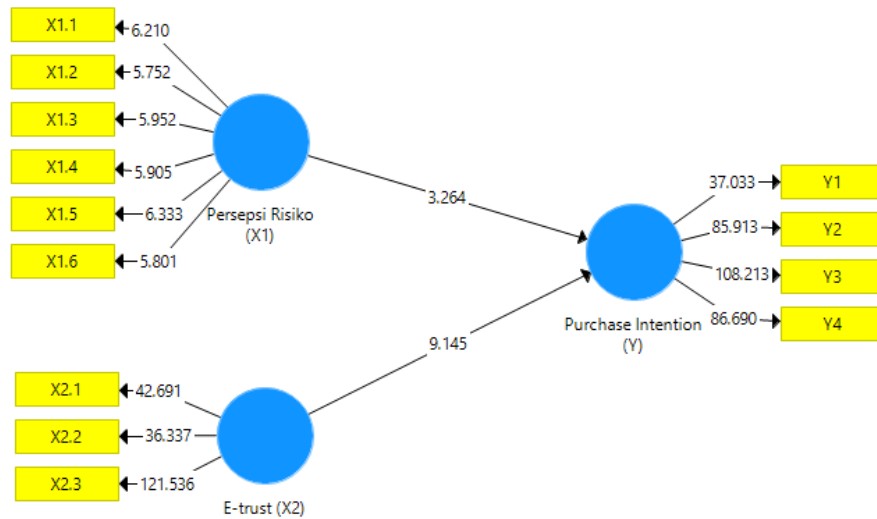 X1.1
6.210
X1.2
5.752
X1.3
5.952
X1.4
5.905
X1.5
6.333
X1.6
5.801
Persepsi Risiko
(X1)
3.264
37.033
Y1
85.913
Y2
108.213
Y3
86.690
Y4
Purchase Intention
(Y)
9.145
X2.1
42.691
X2.2
36.337
X2.3
121.536
E-trust (X2)